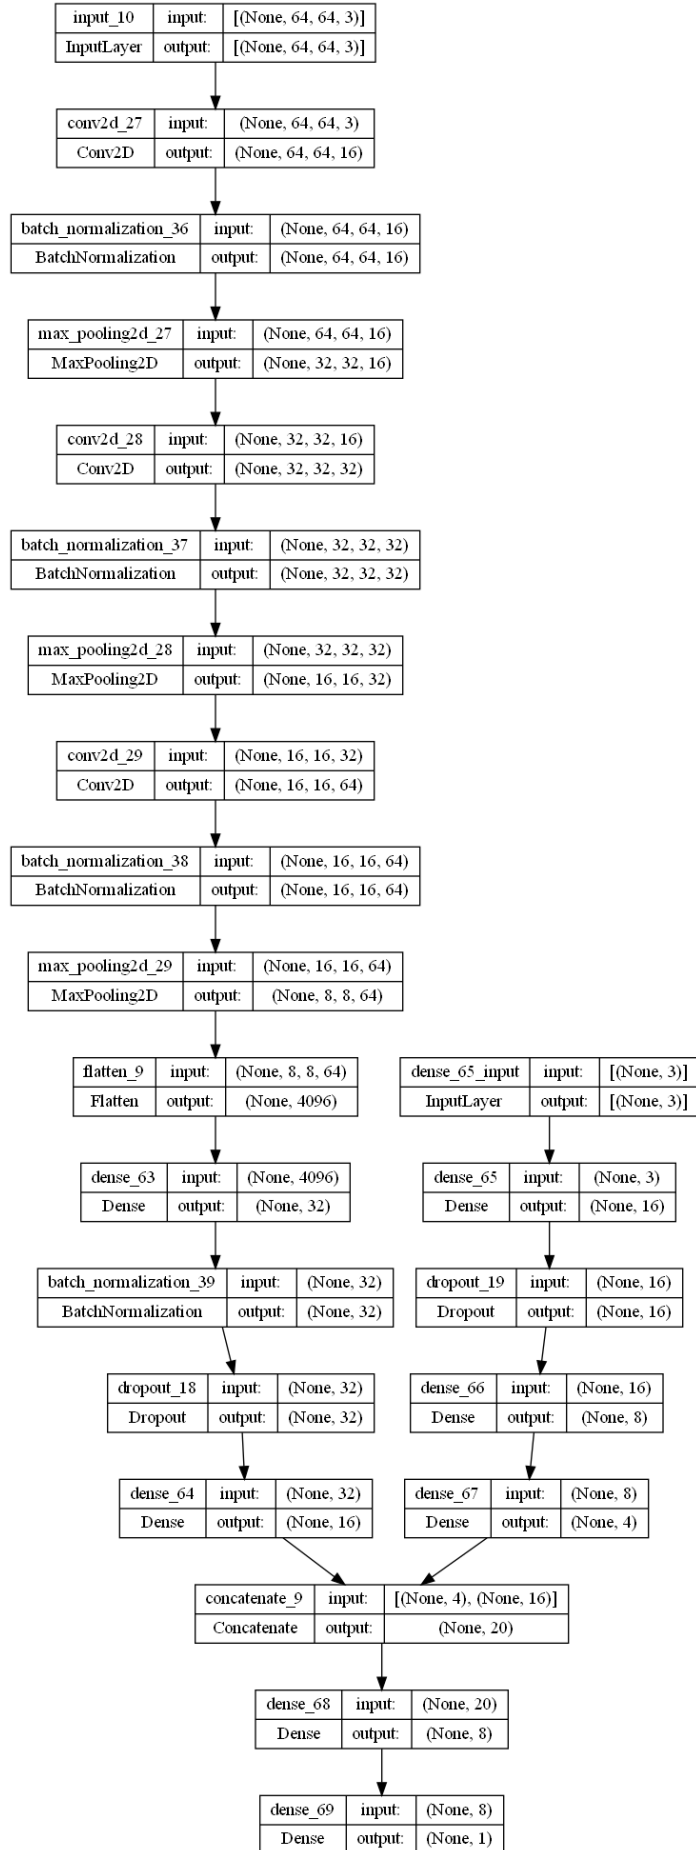 input_10 input: [(None, 64, 64, 3)]
InputLayer output: [(None, 64, 64, 3)]
conv2d_27 input: (None, 64, 64, 3)
Conv2D output: (None, 64, 64, 16)
batch_normalization_36 input: (None, 64, 64, 16)
BatchNormalization output: (None, 64, 64, 16)
max_pooling2d_27 input: (None, 64, 64, 16)
MaxPooling2D output: (None, 32, 32, 16)
conv2d_28 input: (None, 32, 32, 16)
Conv2D output: (None, 32, 32, 32)
batch_normalization_37 input: (None, 32, 32, 32)
BatchNormalization output: (None, 32, 32, 32)
max_pooling2d_28 input: (None, 32, 32, 32)
MaxPooling2D output: (None, 16, 16, 32)
conv2d_29 input: (None, 16, 16, 32)
Conv2D output: (None, 16, 16, 64)
batch_normalization_38 input: (None, 16, 16, 64)
BatchNormalization output: (None, 16, 16, 64)
max_pooling2d_29 input: (None, 16, 16, 64)
MaxPooling2D output: (None, 8, 8, 64)
flatten_9 input: (None, 8, 8, 64)
Flatten output: (None, 4096)
dense_65_input input: [(None, 3)]
InputLayer output: [(None, 3)]
dense_63 input: (None, 4096)
Dense output: (None, 32)
dense_65 input: (None, 3)
Dense output: (None, 16)
batch_normalization_39 input: (None, 32)
BatchNormalization output: (None, 32)
dropout_19 input: (None, 16)
Dropout output: (None, 16)
dropout_18 input: (None, 32)
Dropout output: (None, 32)
dense_66 input: (None, 16)
Dense output: (None, 8)
dense_64 input: (None, 32)
Dense output: (None, 16)
dense_67 input: (None, 8)
Dense output: (None, 4)
concatenate_9 input: [(None, 4), (None, 16)]
Concatenate output: (None, 20)
dense_68 input: (None, 20)
Dense output: (None, 8)
dense_69 input: (None, 8)
Dense output: (None, 1)